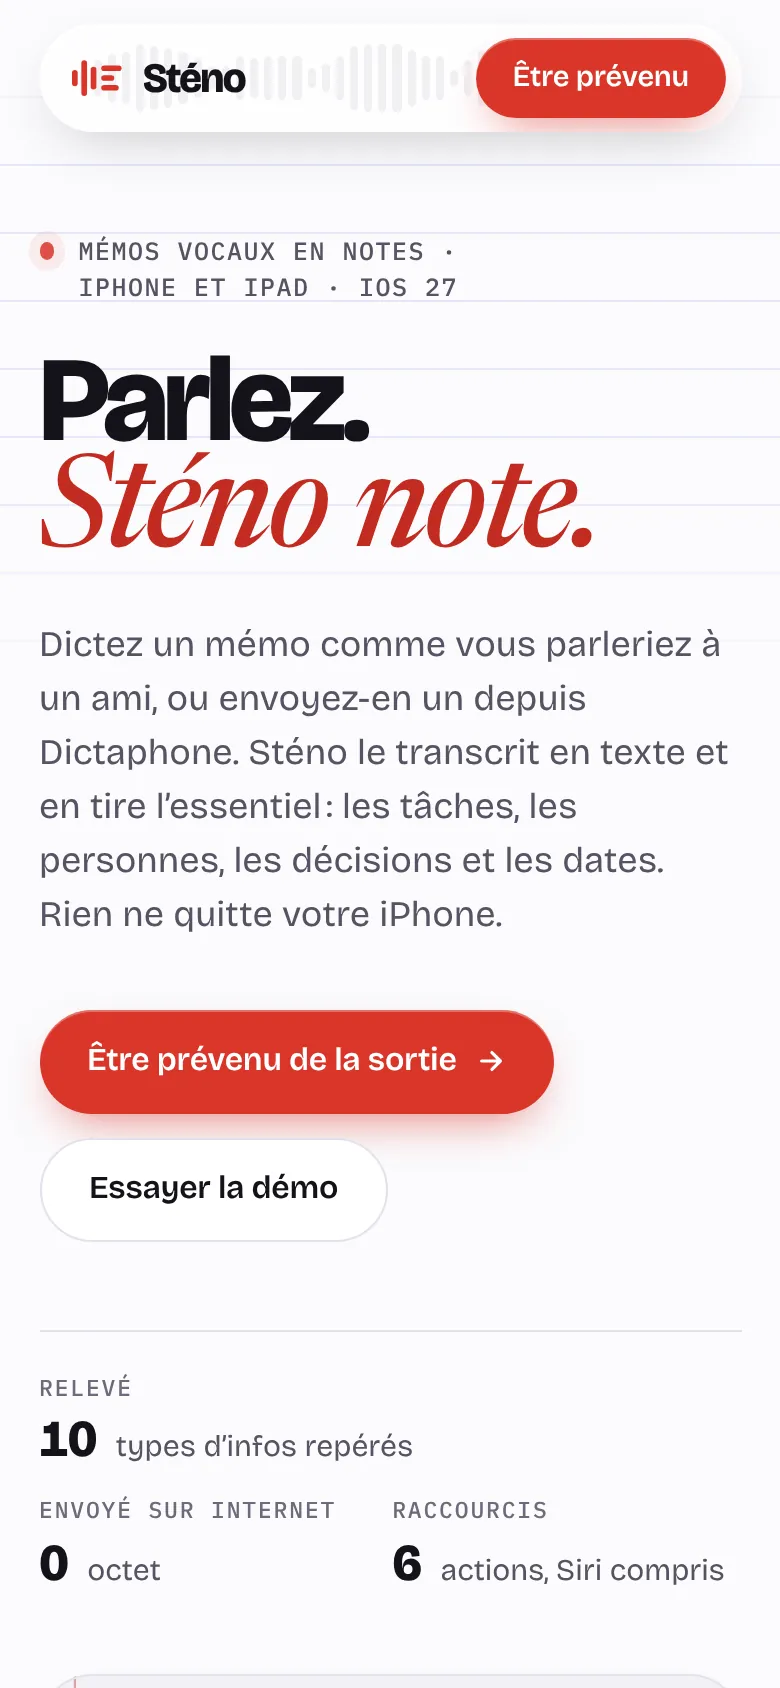 Sténo
Être prévenu
MÉMOS VOCAUX EN NOTES ·
IPHONE ET IPAD · IOS 27
Parlez.
Sténo note.
Dictez un mémo comme vous parleriez à
un ami, ou envoyez-en un depuis
Dictaphone. Sténo le transcrit en texte et
en tire l’essentiel : les tâches, les
personnes, les décisions et les dates.
Rien ne quitte votre iPhone.
Être prévenu de la sortie →
Essayer la démo
RELEVÉ
10 types d’infos repérés
ENVOYÉ SUR INTERNET
0 octet
RACCOURCIS
6 actions, Siri compris